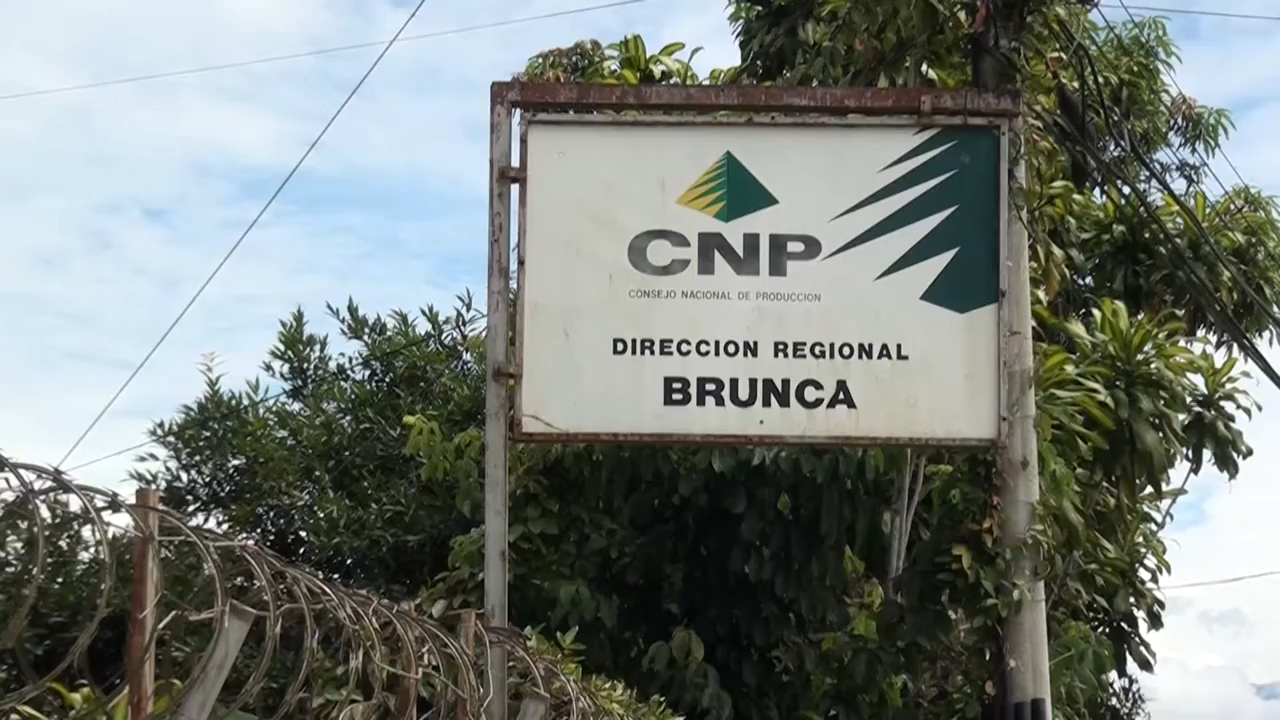 CNP
CONSEJO NACIONAL DE PRODUCCION
DIRECCION REGIONAL
BRUNCA